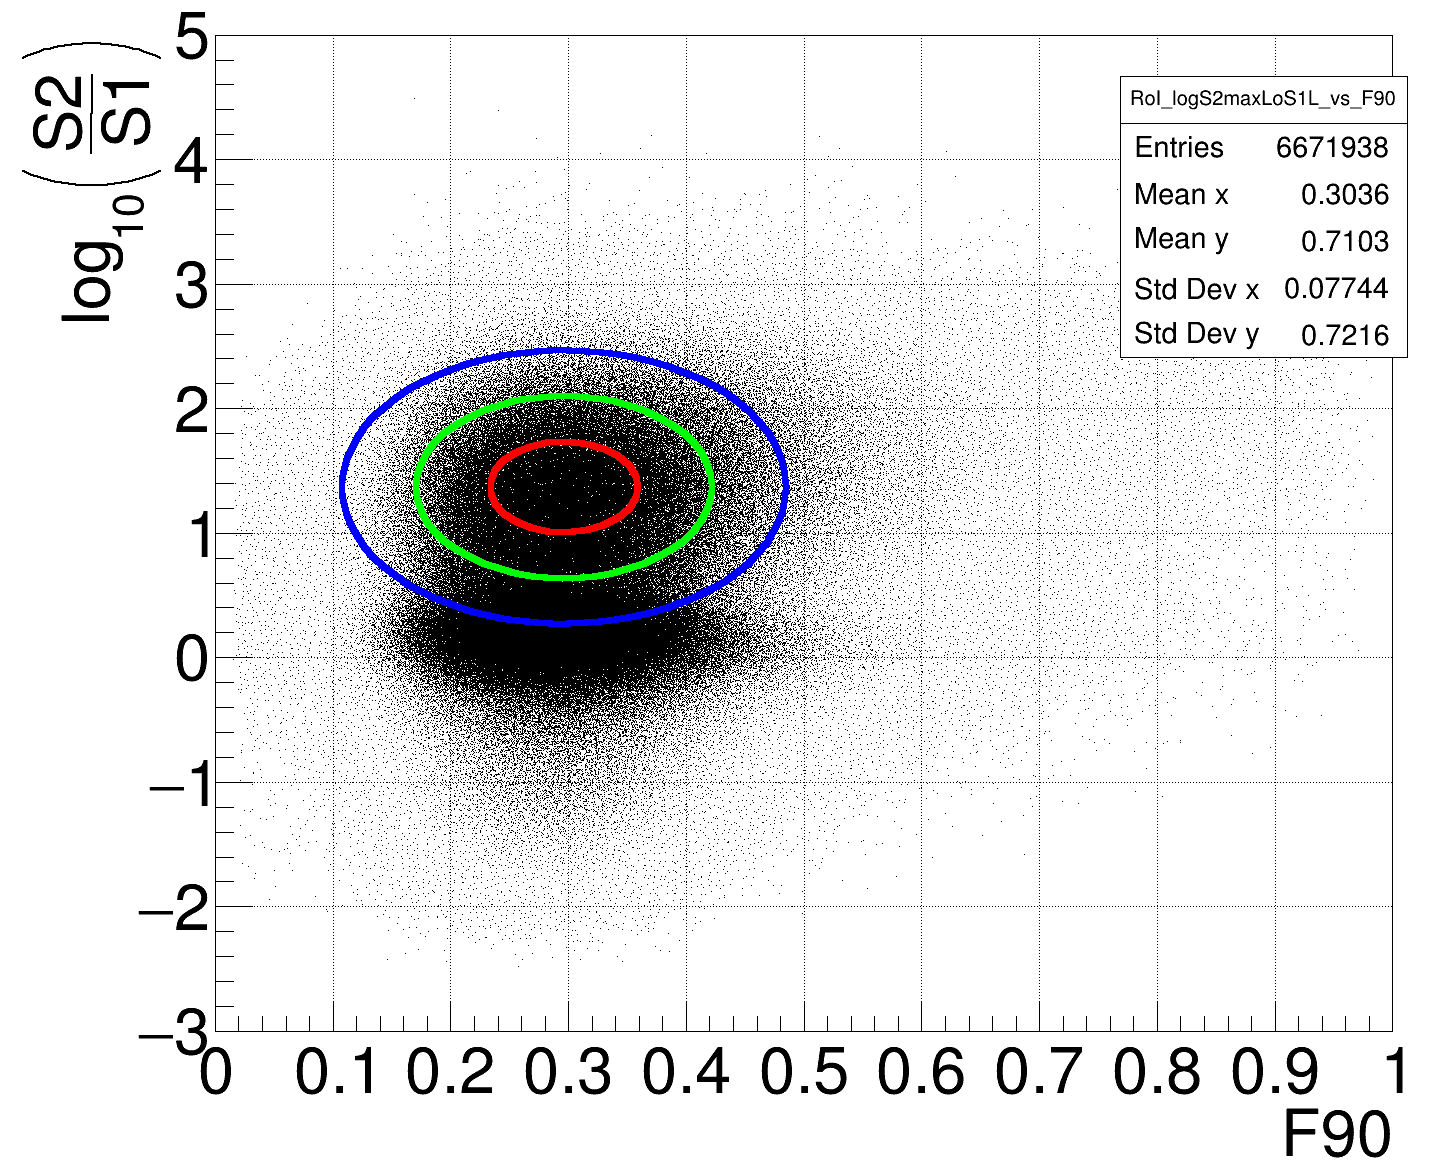 log10 (S2/S1)
5
4
3
2
1
0
−1
−2
−3
RoI_logS2maxLoS1L_vs_F90
Entries 6671938
Mean x 0.3036
Mean y 0.7103
Std Dev x 0.07744
Std Dev y 0.7216
0 0.1 0.2 0.3 0.4 0.5 0.6 0.7 0.8 0.9 1
F90